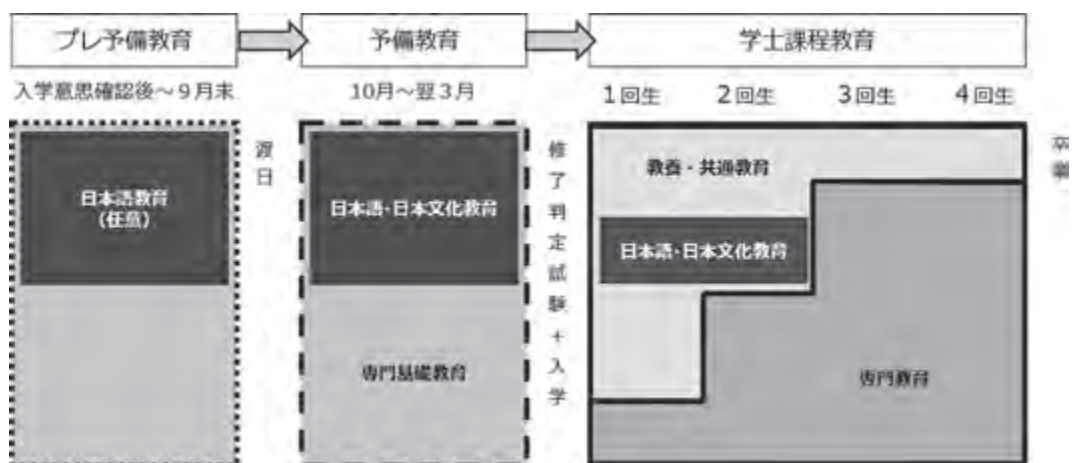 プレ予備教育
予備教育
学士課程教育
入学意思確認後～9月末
10月～翌3月
1回生
2回生
3回生
4回生
日本語教育
(任意)
渡日
日本語・日本文化教育
専門基礎教育
修了判定試験+入学
教養・共通教育
日本語・日本文化教育
専門教育
卒業